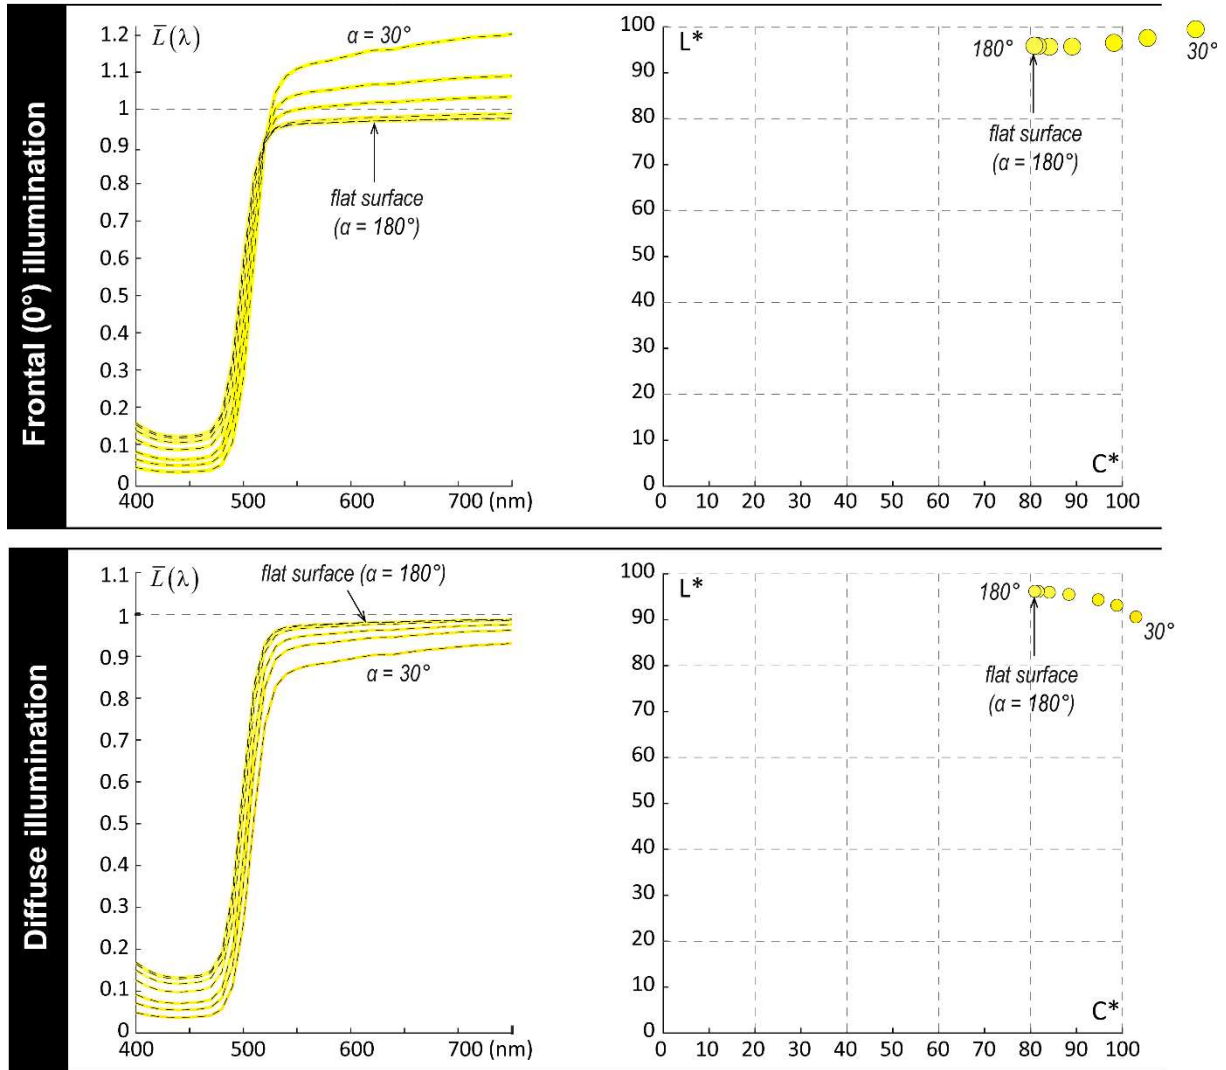 Frontal (0°) illumination
L̅(λ)
α = 30°
1.2
1.1
1
0.9
0.8
0.7
0.6
0.5
0.4
0.3
0.2
0.1
0
flat surface
(α = 180°)
400 500 600 700 (nm)
L*
100
90
80
70
60
50
40
30
20
10
0
180°
30°
flat surface
(α = 180°)
C*
0 10 20 30 40 50 60 70 80 90 100
Diffuse illumination
L̅(λ)
flat surface (α = 180°)
1.1
1
0.9
0.8
0.7
0.6
0.5
0.4
0.3
0.2
0.1
0
α = 30°
400 500 600 700 (nm)
L*
100
90
80
70
60
50
40
30
20
10
0
180°
30°
flat surface
(α = 180°)
C*
0 10 20 30 40 50 60 70 80 90 100